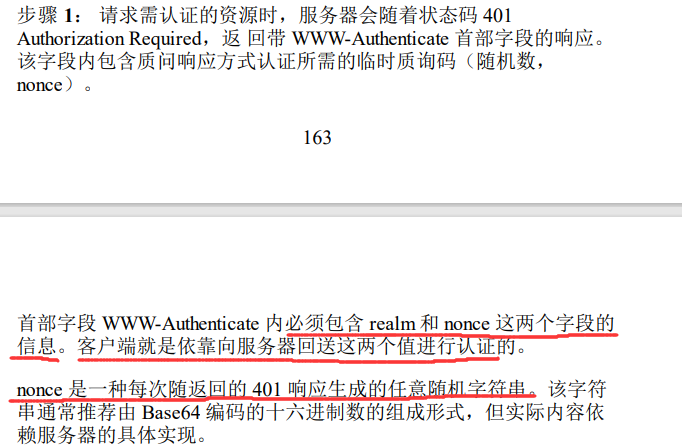 步骤 1： 请求需认证的资源时，服务器会随着状态码 401
Authorization Required，返 回带 WWW-Authenticate 首部字段的响应。
该字段内包含质问响应方式认证所需的临时质询码（随机数，
nonce）。
163
首部字段 WWW-Authenticate 内必须包含 realm 和 nonce 这两个字段的
信息。客户端就是依靠向服务器回送这两个值进行认证的。
nonce 是一种每次随返回的 401 响应生成的任意随机字符串。该字符
串通常推荐由 Base64 编码的十六进制数的组成形式，但实际内容依
赖服务器的具体实现。